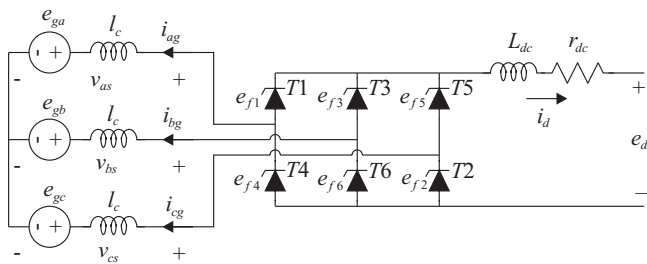 e_ga l_c i_ag
- + - v_as +
e_gb l_c i_bg
- + - v_bs +
e_gc l_c i_cg
- + - v_cs +
e_f1 T1 e_f3 T3 e_f5 T5
e_f4 T4 e_f6 T6 e_f2 T2
L_dc r_dc
i_d
+
e_d
−